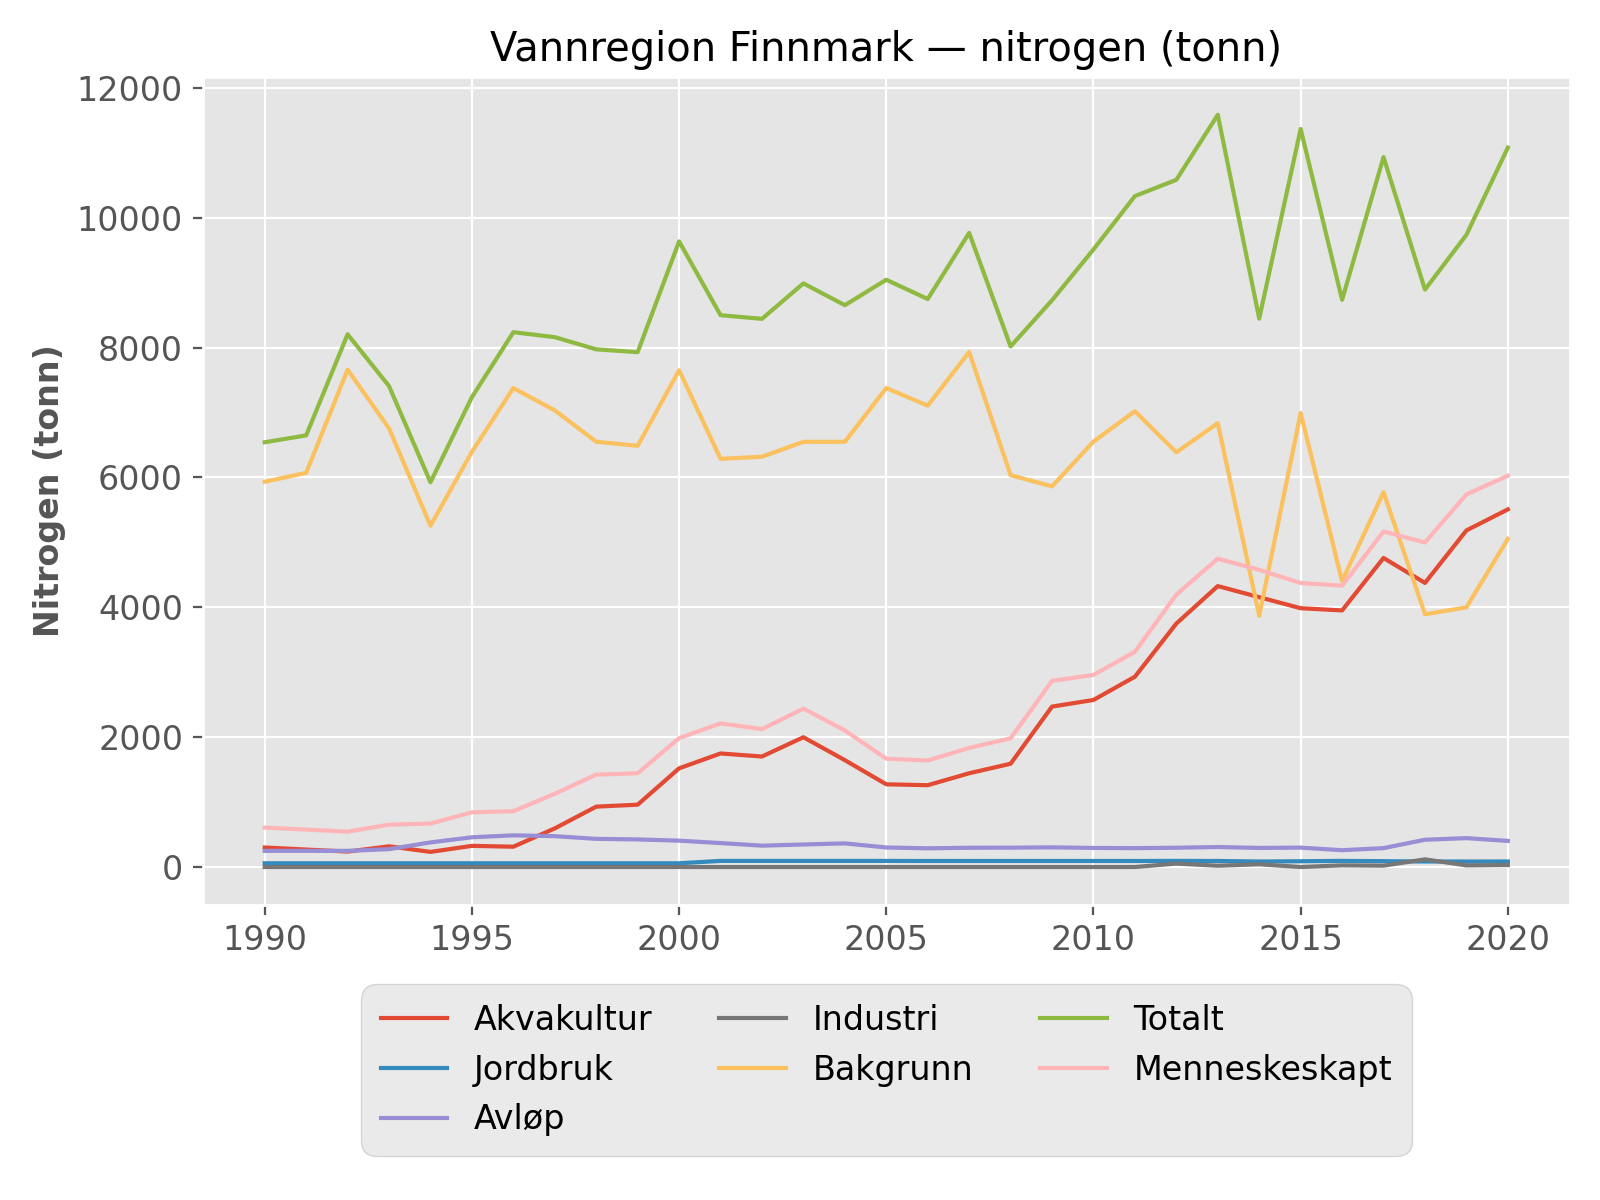 Vannregion Finnmark — nitrogen (tonn)
Nitrogen (tonn)
12000
10000
8000
6000
4000
2000
0
1990 1995 2000 2005 2010 2015 2020
Akvakultur Industri Totalt
Jordbruk Bakgrunn Menneskeskapt
Avløp